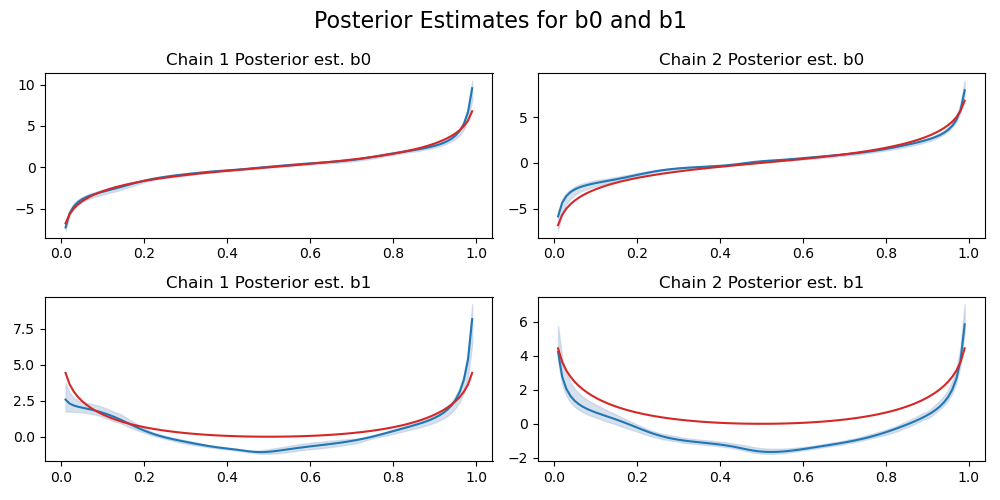 Posterior Estimates for b0 and b1
Chain 1 Posterior est. b0
Chain 2 Posterior est. b0
10
5
0
−5
0.0 0.2 0.4 0.6 0.8 1.0
5
0
−5
0.0 0.2 0.4 0.6 0.8 1.0
Chain 1 Posterior est. b1
Chain 2 Posterior est. b1
7.5
5.0
2.5
0.0
0.0 0.2 0.4 0.6 0.8 1.0
6
4
2
0
−2
0.0 0.2 0.4 0.6 0.8 1.0